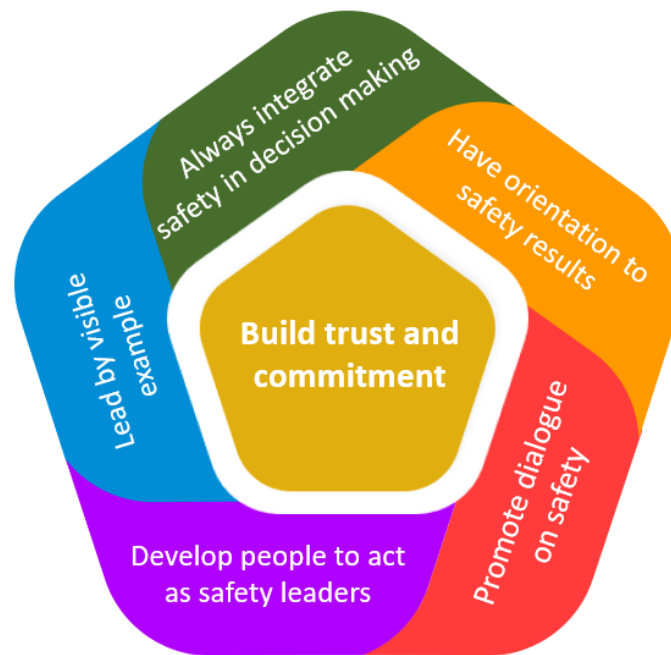 Always integrate
safety in decision making
Have orientation to
safety results
Build trust and
commitment
Lead by visible
example
Promote dialogue
on safety
Develop people to act
as safety leaders